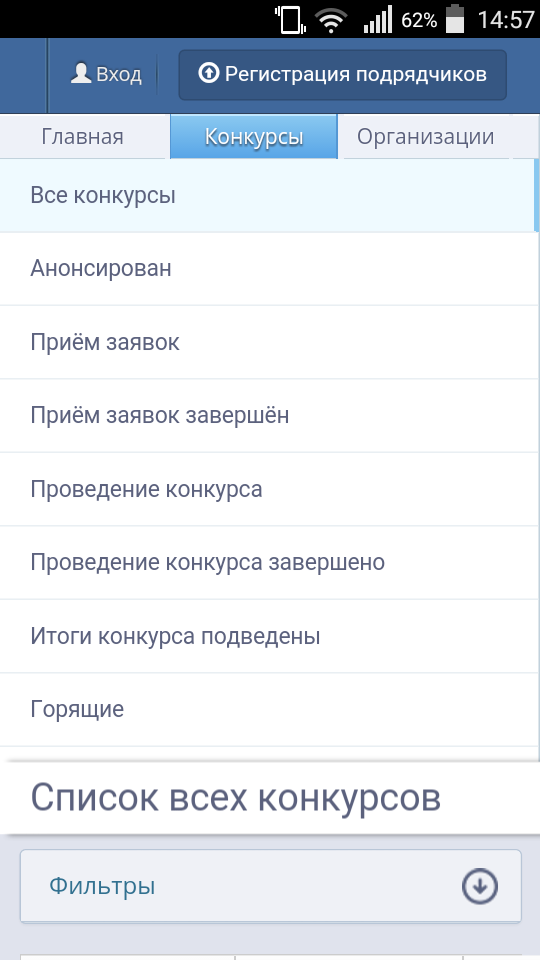 62% 14:57
Вход Регистрация подрядчиков
Главная Конкурсы Организации
Все конкурсы
Анонсирован
Приём заявок
Приём заявок завершён
Проведение конкурса
Проведение конкурса завершено
Итоги конкурса подведены
Горящие
Список всех конкурсов
Фильтры